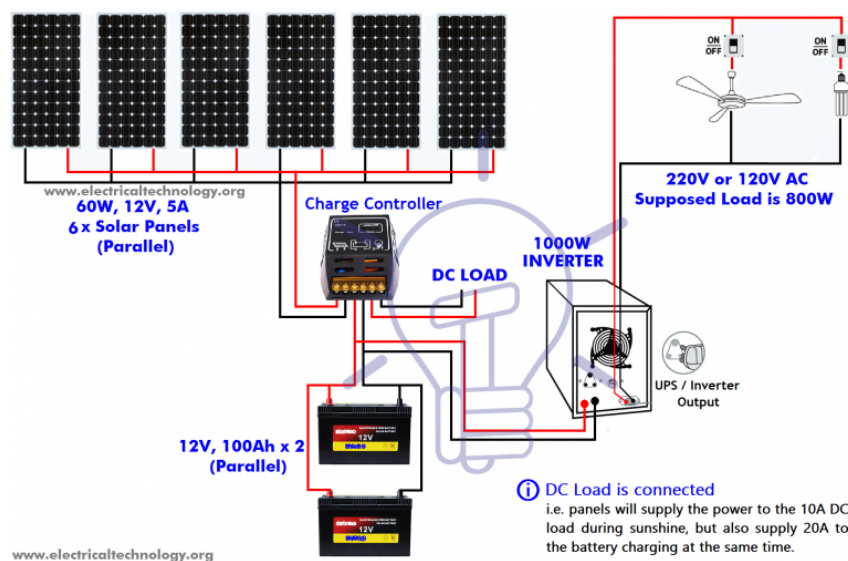 www.electricaltechnology.org
60W, 12V, 5A
6x Solar Panels
(Parallel)
Charge Controller
DC LOAD
ON
OFF
ON
OFF
220V or 120V AC
Supposed Load is 800W
1000W
INVERTER
UPS / Inverter
Output
12V, 100Ah x 2
(Parallel)
12V
12V
i DC Load is connected
i.e. panels will supply the power to the 10A DC
load during sunshine, but also supply 20A to
the battery charging at the same time.
www.electricaltechnology.org